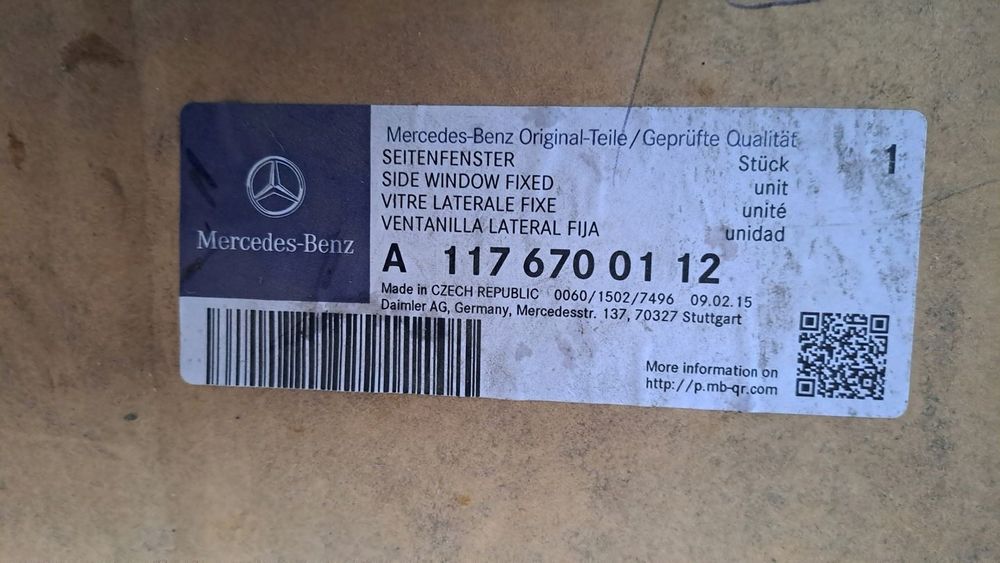 Mercedes-Benz
Mercedes-Benz Original-Teile/Geprüfte Qualität
SEITENFENSTER Stück 1
SIDE WINDOW FIXED unit
VITRE LATERALE FIXE unité
VENTANILLA LATERAL FIJA unidad
A 117 670 01 12
Made in CZECH REPUBLIC 0060/1502/7496 09.02.15
Daimler AG, Germany, Mercedesstr. 137, 70327 Stuttgart
More information on
http://p.mb-qr.com